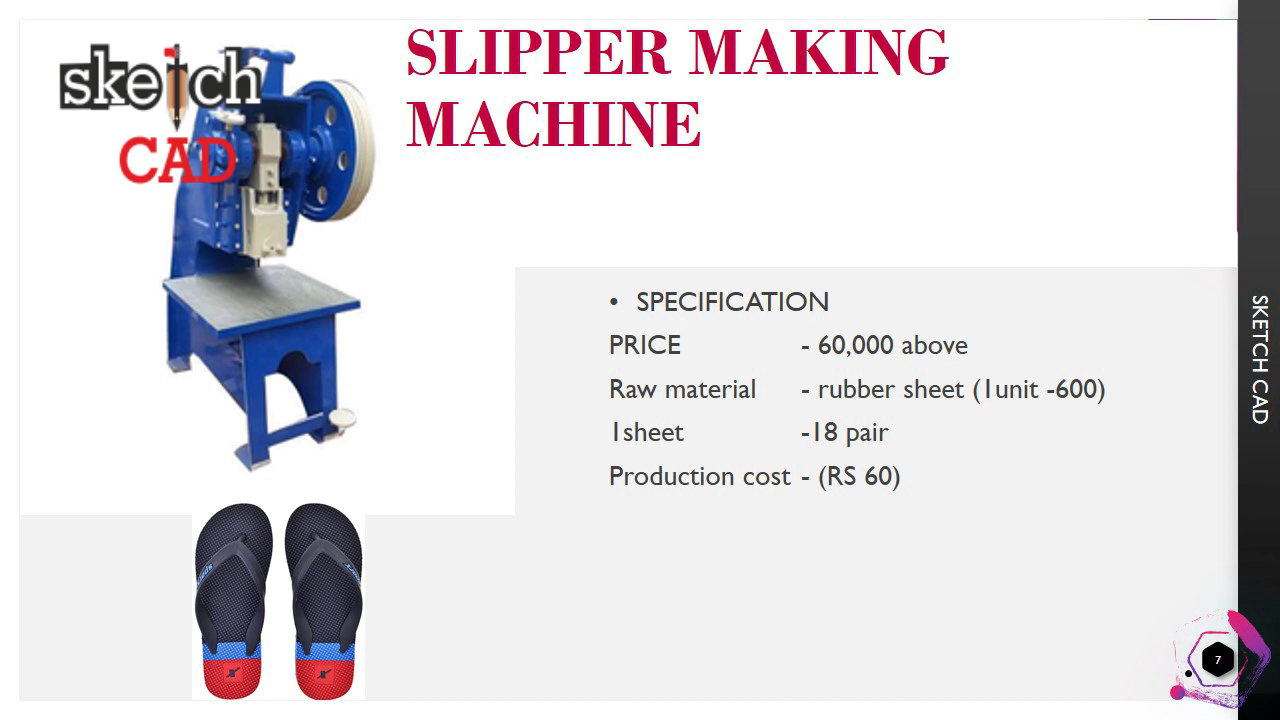 sketch
CAD
SLIPPER MAKING
MACHINE
• SPECIFICATION
PRICE - 60,000 above
Raw material - rubber sheet (1unit -600)
1sheet -18 pair
Production cost - (RS 60)
SKETCH CAD
7